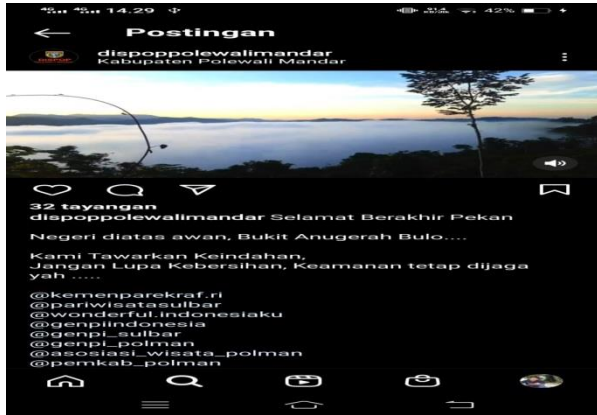 4G 4G 14.29 42%
Postingan
dispoppolewalimandar
Kabupaten Polewali Mandar
32 tayangan
dispoppolewalimandar Selamat Berakhir Pekan
Negeri diatas awan, Bukit Anugerah Bulo....
Kami Tawarkan Keindahan,
Jangan Lupa Kebersihan, Keamanan tetap dijaga
yah .....
@kemenparekraf.ri
@pariwisatasulbar
@wonderful.indonesiaku
@genpiindonesia
@genpi_sulbar
@genpi_polman
@asosiasi_wisata_polman
@pemkab_polman